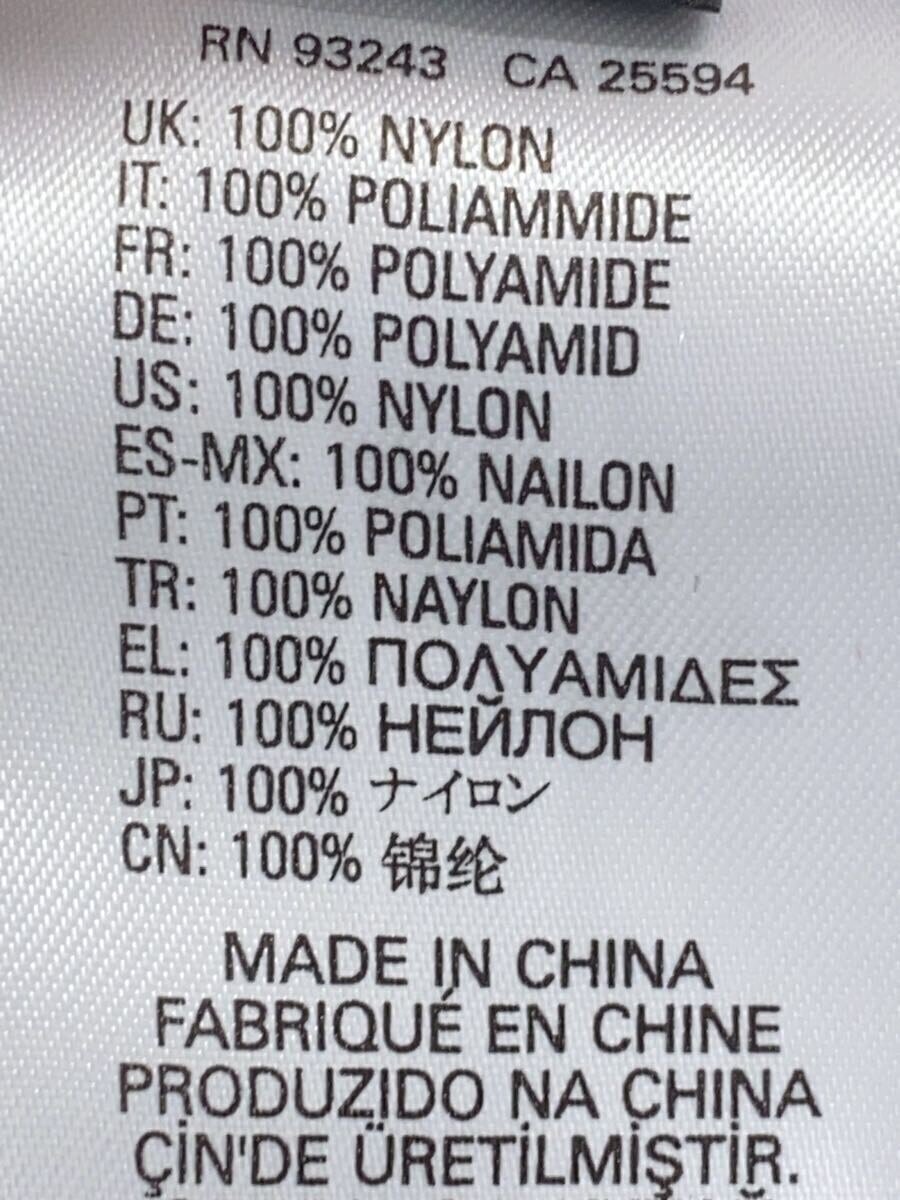 RN 93243 CA 25594
UK: 100% NYLON
IT: 100% POLIAMMIDE
FR: 100% POLYAMIDE
DE: 100% POLYAMID
US: 100% NYLON
ES-MX: 100% NAILON
PT: 100% POLIAMIDA
TR: 100% NAYLON
EL: 100% ΠΟΛΥΑΜΙΔΕΣ
RU: 100% НЕЙЛОН
JP: 100% ナイロン
CN: 100% 锦纶
MADE IN CHINA
FABRIQUÉ EN CHINE
PRODUZIDO NA CHINA
ÇİN'DE ÜRETİLMİŞTİR.